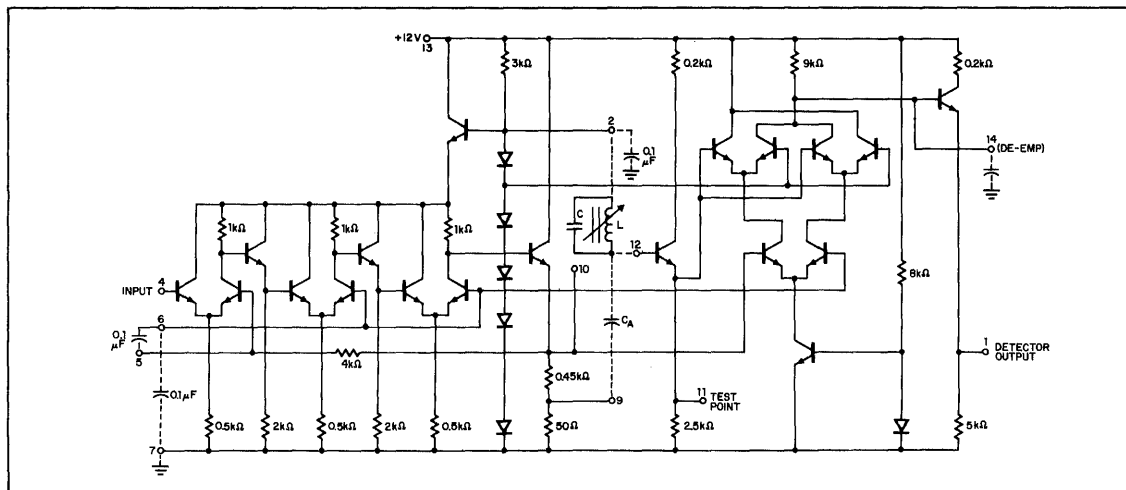 +12V
13
3kΩ
0.2kΩ
9kΩ
0.2kΩ
2
0.1
μF
14
(DE-EMP)
1kΩ
1kΩ
1kΩ
C
L
12
10
8kΩ
INPUT 4
6
0.1
μF
5
4kΩ
CA
0.1μF
0.45kΩ
9
11 TEST
POINT
1 DETECTOR
OUTPUT
0.5kΩ
2kΩ
0.5kΩ
2kΩ
0.5kΩ
50Ω
2.5kΩ
5kΩ
7